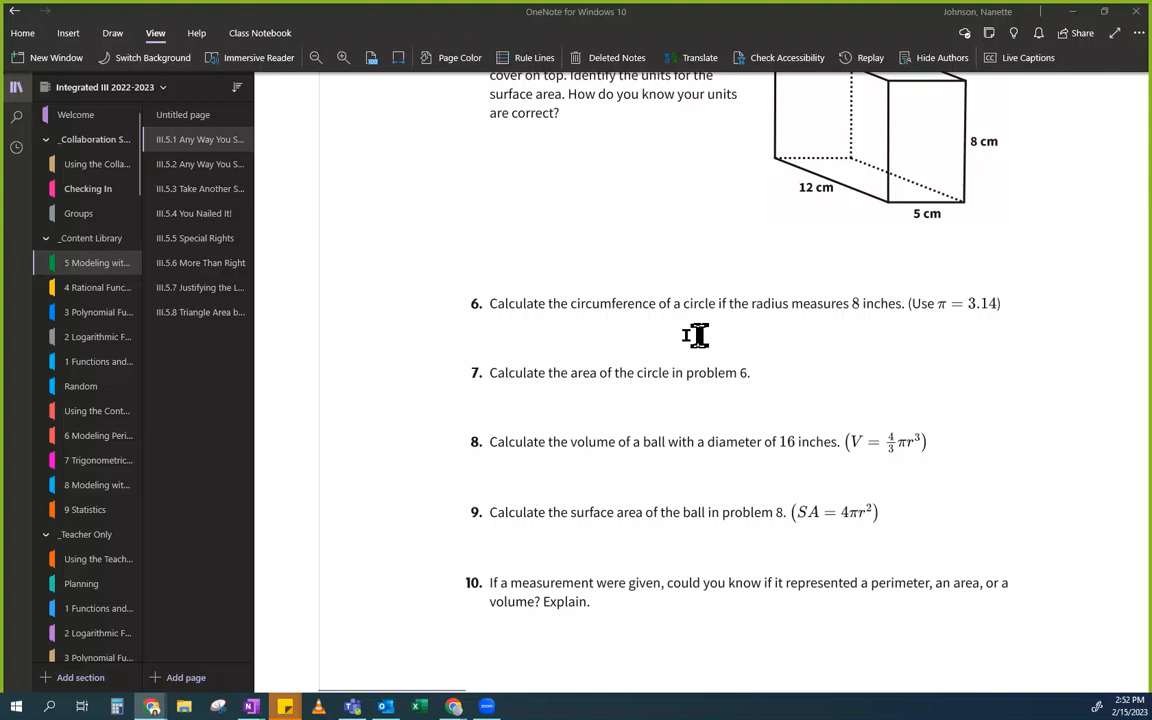 OneNote for Windows 10
Johnson, Nanette
Home Insert Draw View Help Class Notebook
Share
New Window Switch Background Immersive Reader Page Color Rule Lines Deleted Notes Translate Check Accessibility Replay Hide Authors Live Captions
Integrated III 2022-2023
Welcome
_Collaboration S...
Using the Colla...
Checking In
Groups
_Content Library
5 Modeling wit...
4 Rational Func...
3 Polynomial Fu...
2 Logarithmic F...
1 Functions and...
Random
Using the Cont...
6 Modeling Peri...
7 Trigonometric...
8 Modeling wit...
9 Statistics
_Teacher Only
Using the Teach...
Planning
1 Functions and...
2 Logarithmic F...
3 Polynomial Fu...
Add section
Untitled page
III.5.1 Any Way You S...
III.5.2 Any Way You S...
III.5.3 Take Another S...
III.5.4 You Nailed It!
III.5.5 Special Rights
III.5.6 More Than Right
III.5.7 Justifying the L...
III.5.8 Triangle Area b...
Add page
cover on top. Identify the units for the
surface area. How do you know your units
are correct?
8 cm
12 cm
5 cm
6. Calculate the circumference of a circle if the radius measures 8 inches. (Use π = 3.14)
7. Calculate the area of the circle in problem 6.
8. Calculate the volume of a ball with a diameter of 16 inches. (V = 4/3 πr³)
9. Calculate the surface area of the ball in problem 8. (SA = 4πr²)
10. If a measurement were given, could you know if it represented a perimeter, an area, or a
volume? Explain.
2:52 PM
2/15/2023